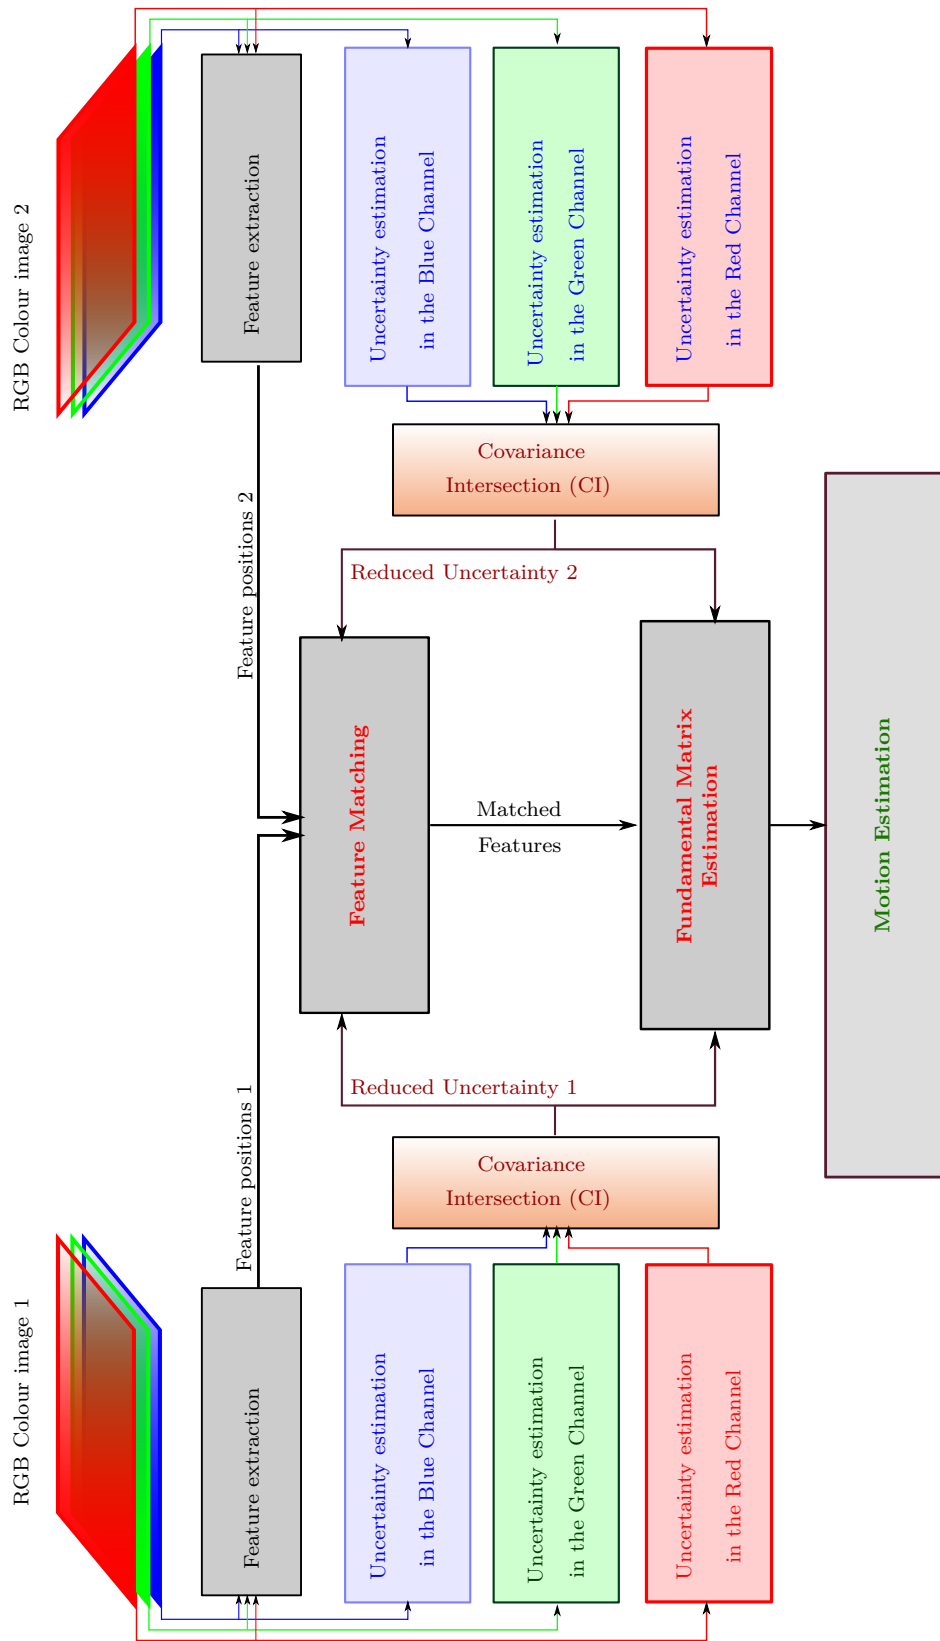 RGB Colour image 2
Feature extraction
Uncertainty estimation
in the Blue Channel
Uncertainty estimation
in the Green Channel
Uncertainty estimation
in the Red Channel
Covariance
Intersection (CI)
Feature positions 2
Reduced Uncertainty 2
Feature Matching
Matched
Features
Fundamental Matrix
Estimation
Motion Estimation
Reduced Uncertainty 1
Feature positions 1
Covariance
Intersection (CI)
RGB Colour image 1
Feature extraction
Uncertainty estimation
in the Blue Channel
Uncertainty estimation
in the Green Channel
Uncertainty estimation
in the Red Channel